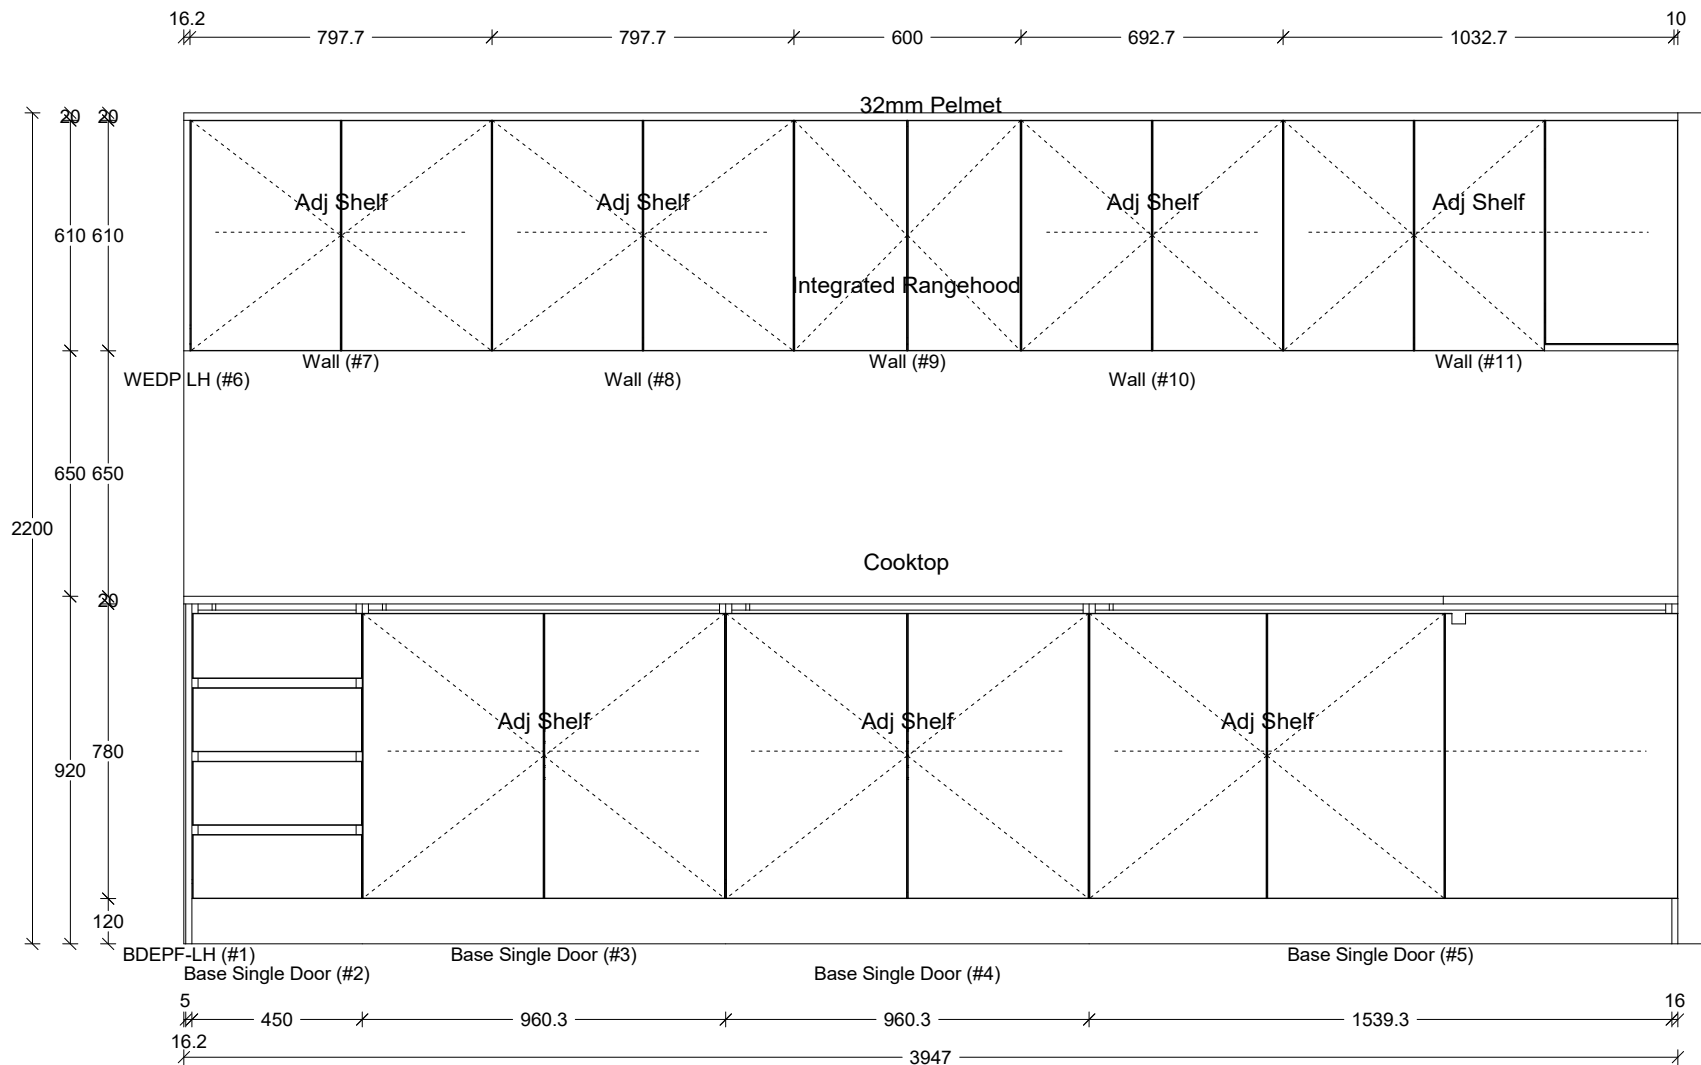 16.2 10
797.7 797.7 600 692.7 1032.7
32mm Pelmet
20 20
Adj Shelf Adj Shelf Adj Shelf Adj Shelf
610 610
Integrated Rangehood
Wall (#7) Wall (#9) Wall (#11)
WEDP LH (#6) Wall (#8) Wall (#10)
650 650
2200
Cooktop
20
Adj Shelf Adj Shelf Adj Shelf
780
920
120
BDEPF-LH (#1) Base Single Door (#3) Base Single Door (#5)
Base Single Door (#2) Base Single Door (#4)
5 16
450 960.3 960.3 1539.3
16.2
3947